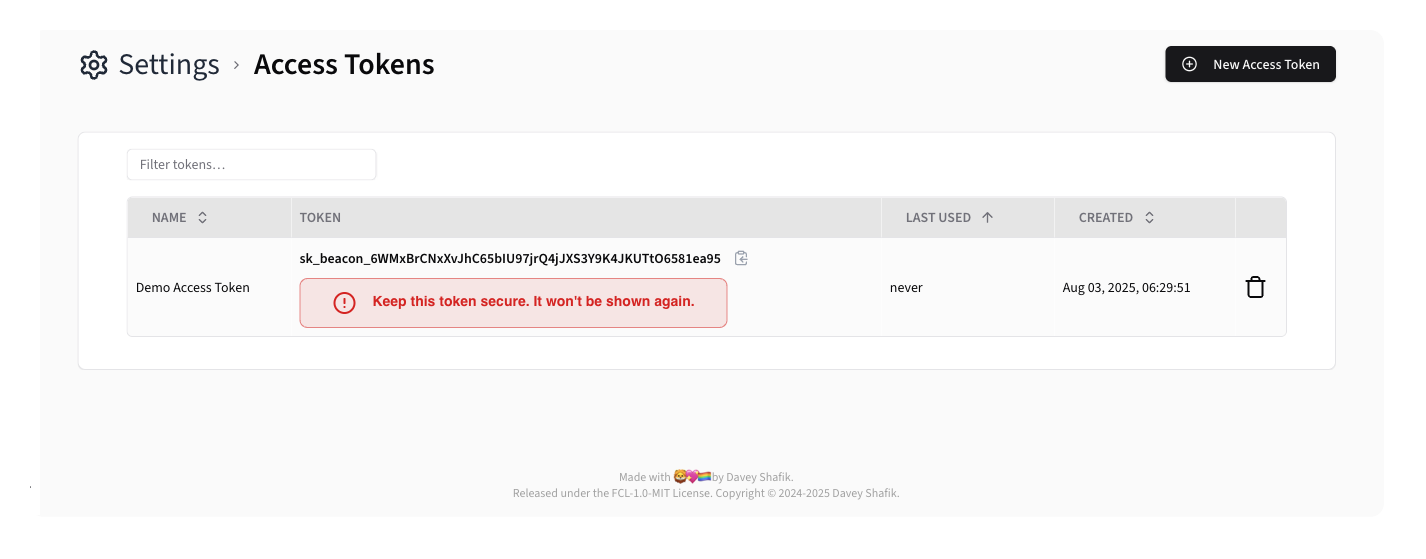 Settings › Access Tokens
New Access Token
Filter tokens...
NAME TOKEN LAST USED CREATED
sk_beacon_6WMxBrCNxXvJhC65bIU97jrQ4jJXS3Y9K4JKUTtO6581ea95
Demo Access Token never Aug 03, 2025, 06:29:51
Keep this token secure. It won't be shown again.
Made with 🦁💖🏳️‍🌈 by Davey Shafik.
Released under the FCL-1.0-MIT License. Copyright © 2024-2025 Davey Shafik.